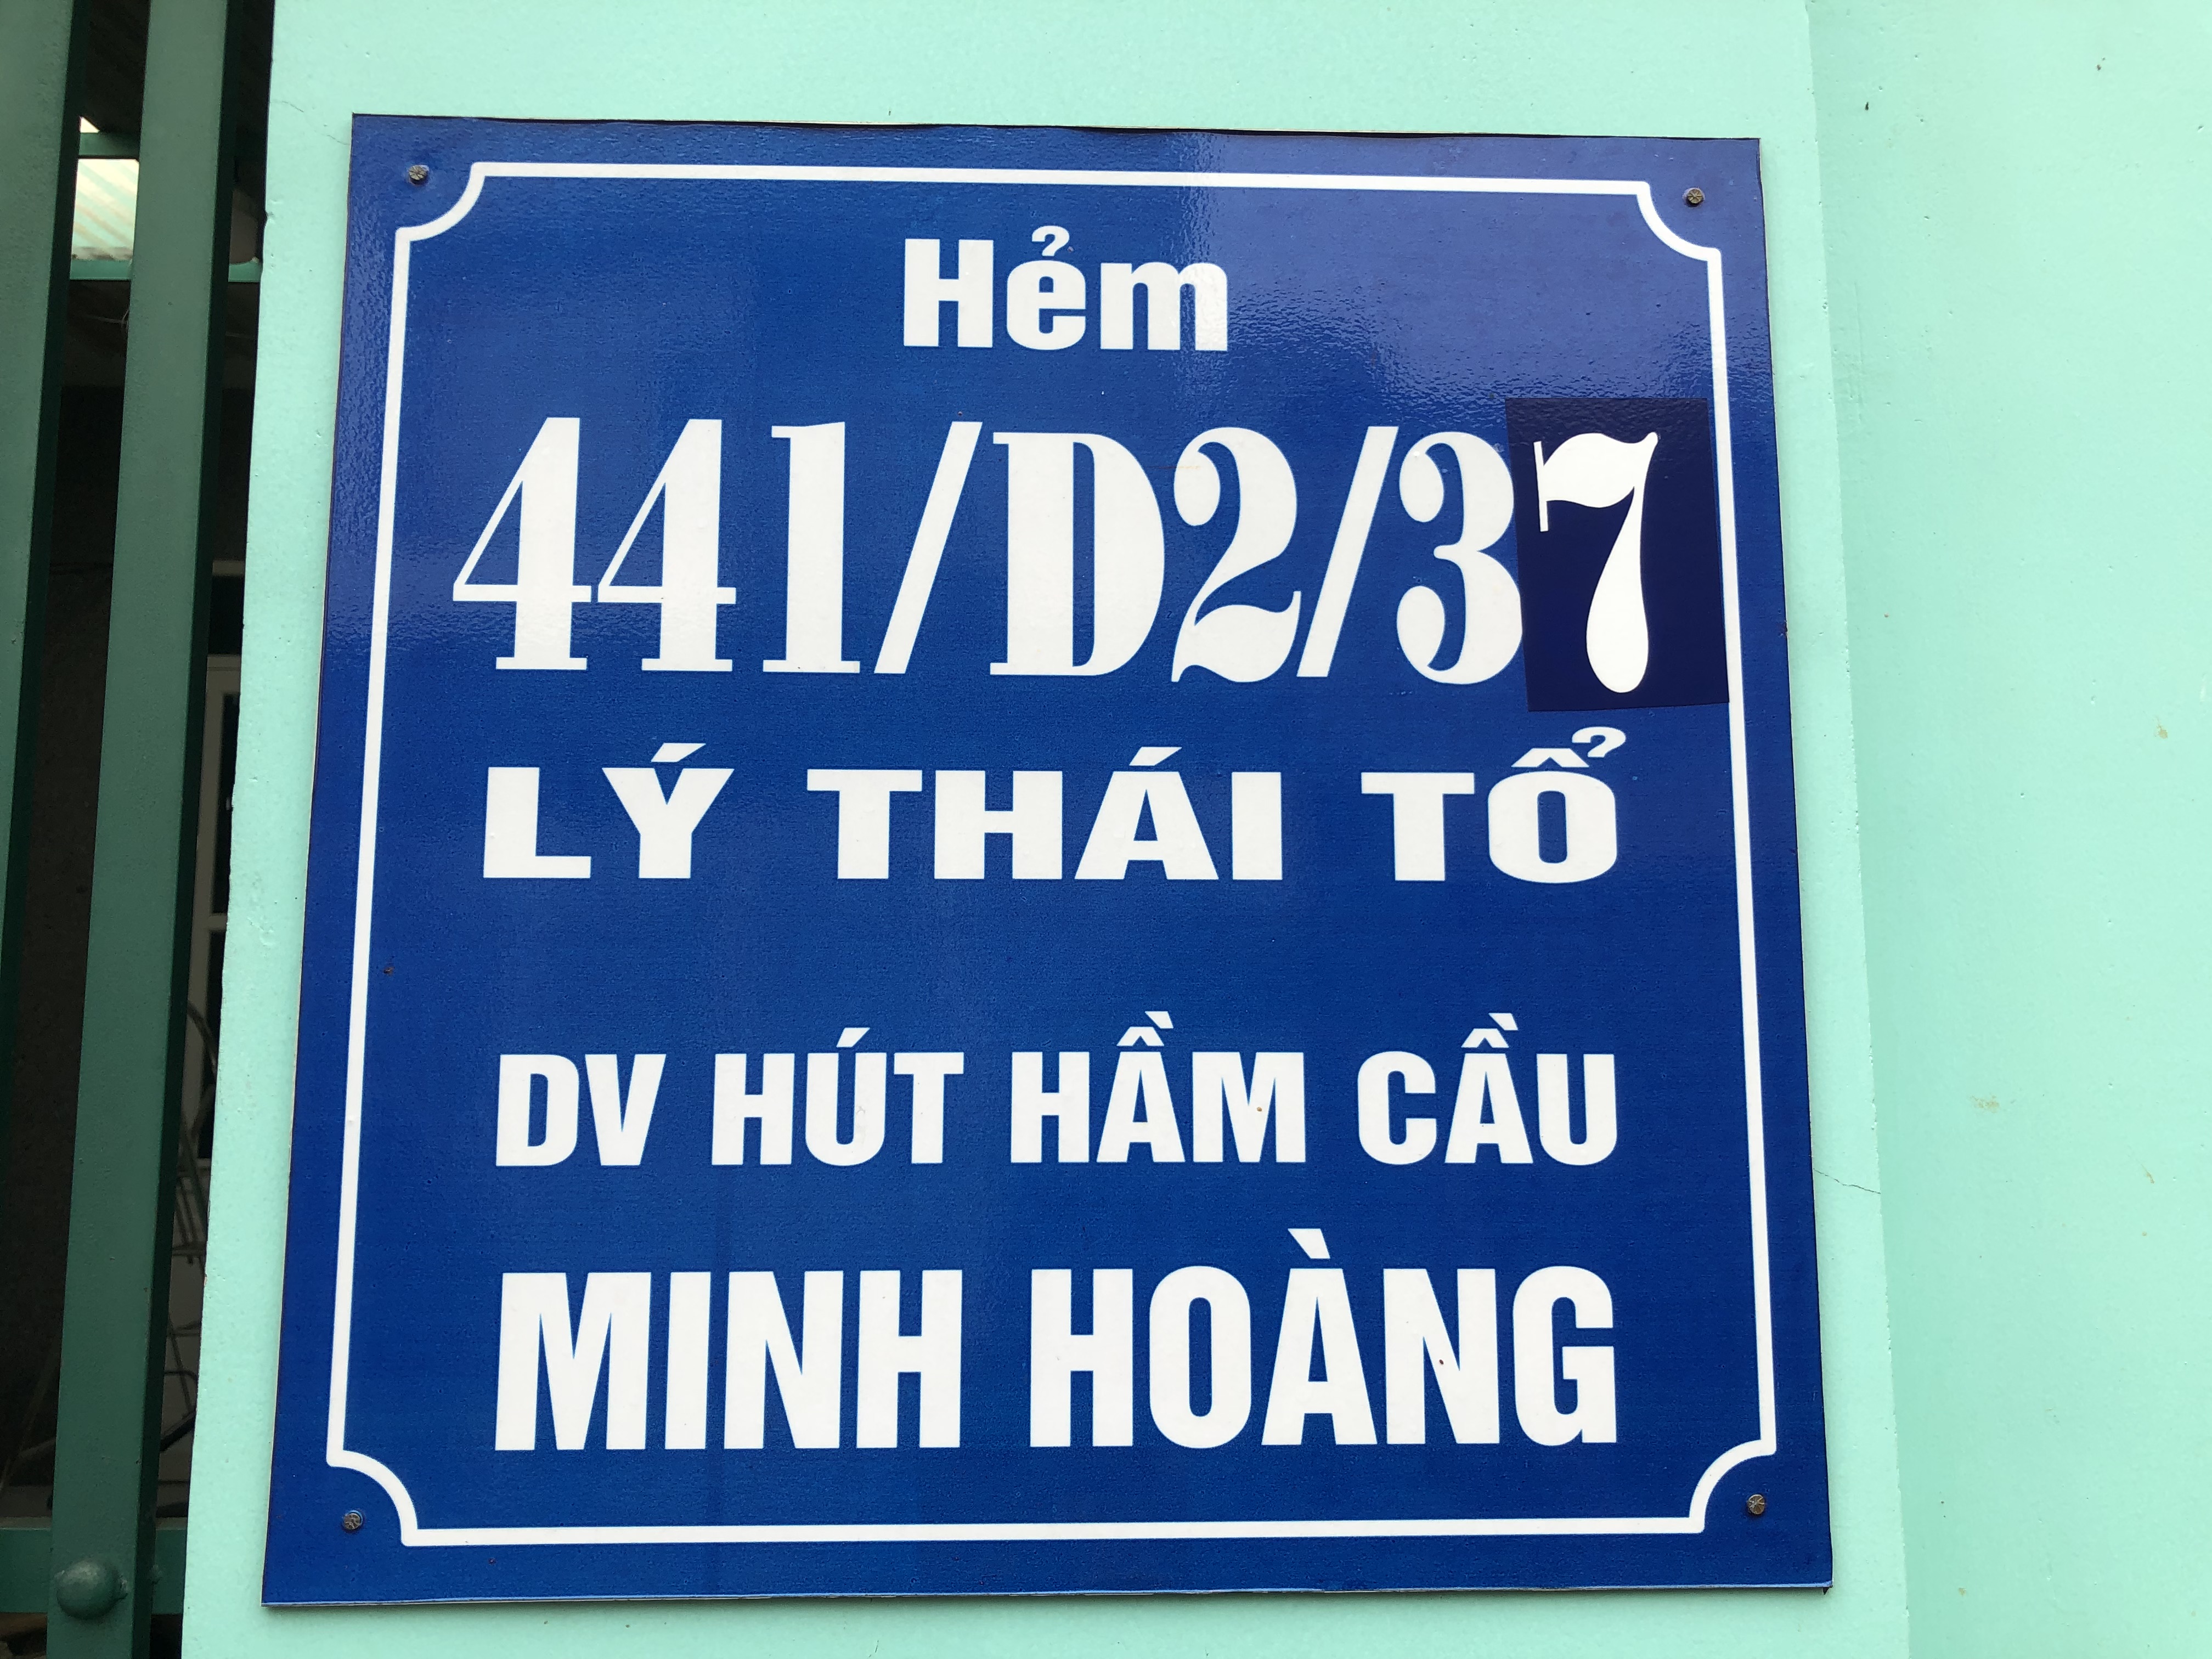 Hẻm
441/D2/37
LÝ THÁI TỔ
DV HÚT HẦM CẦU
MINH HOÀNG